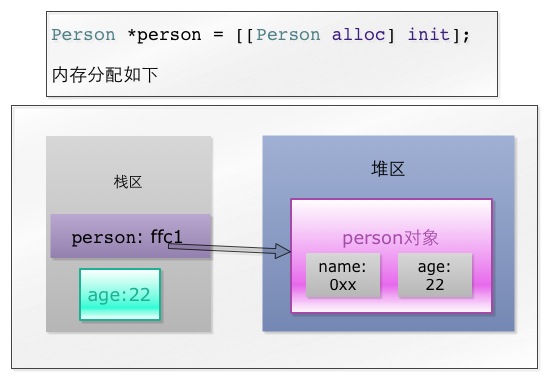 Person *person = [[Person alloc] init];
内存分配如下
栈区
堆区
person: ffc1
person对象
name:
0xx
age:
22
age:22